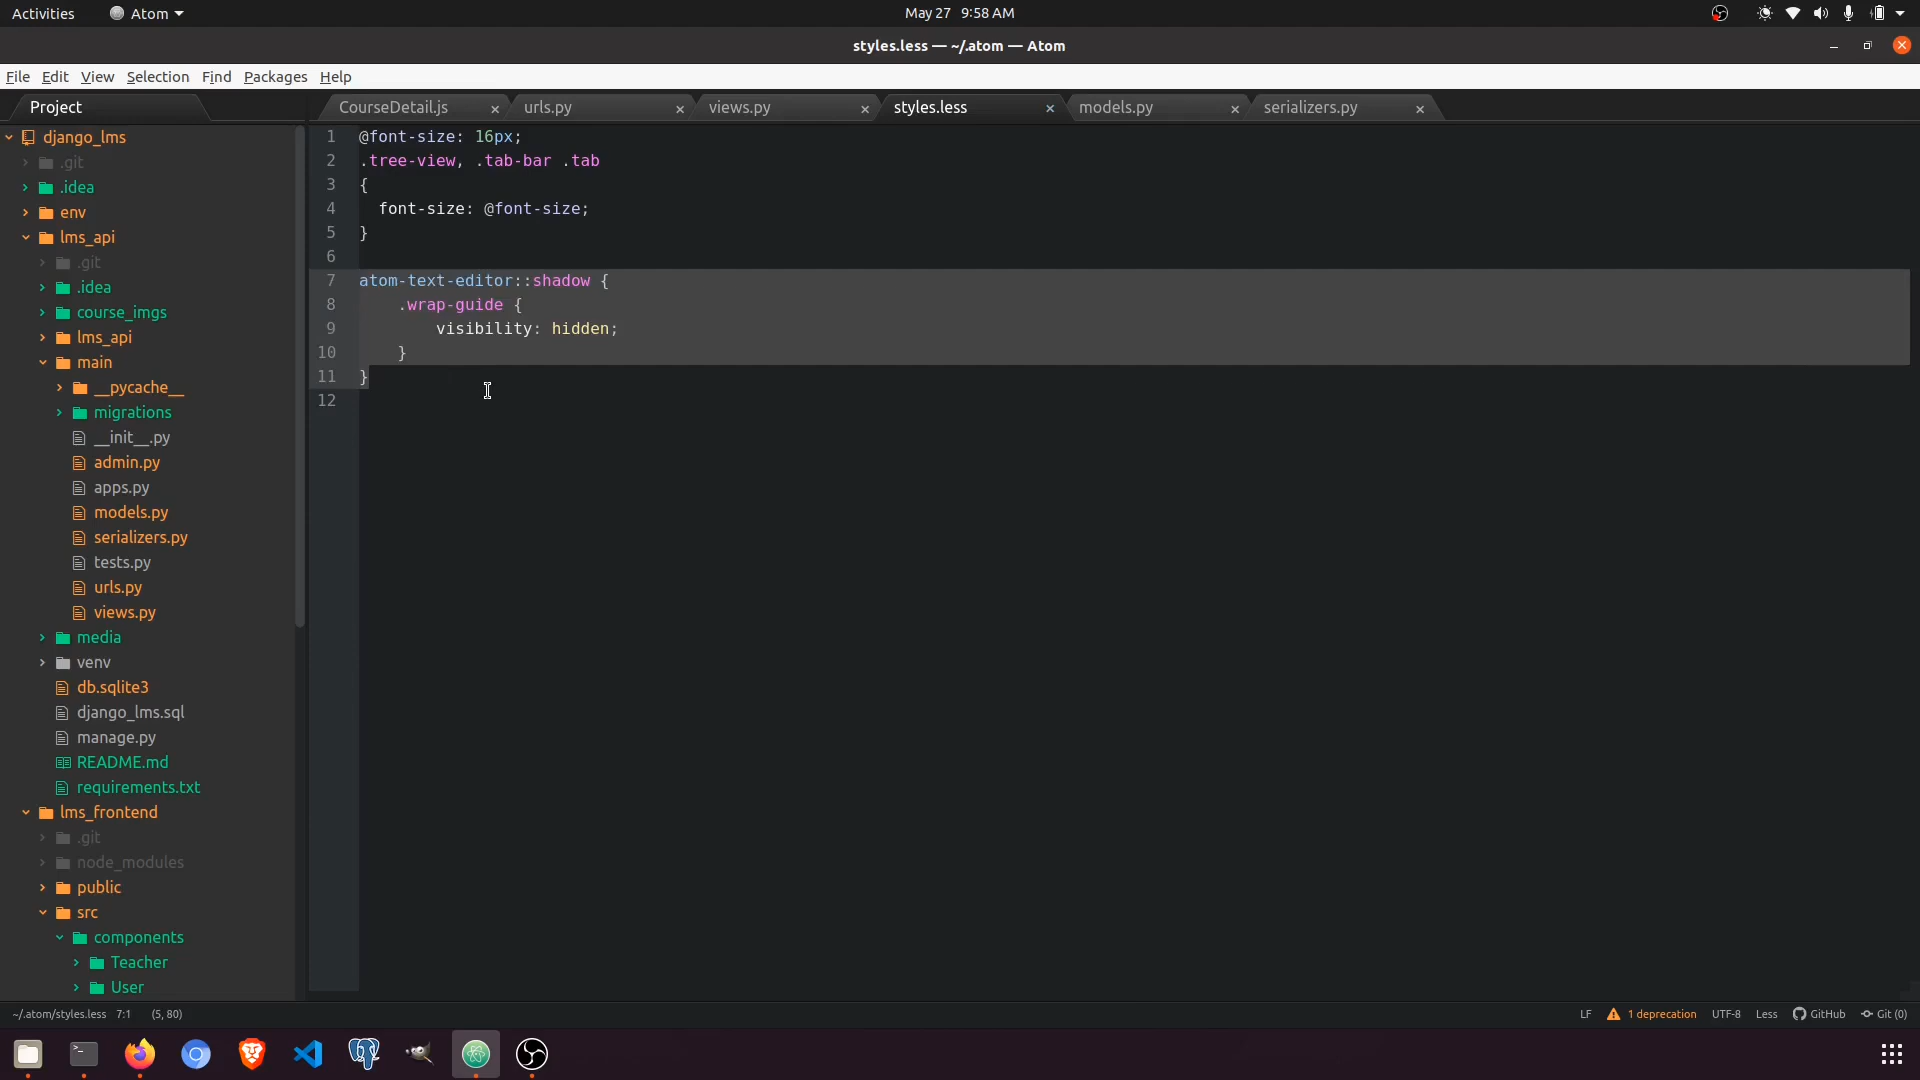 Activities Atom May 27 9:58 AM
styles.less — ~/.atom — Atom
File Edit View Selection Find Packages Help
Project CourseDetail.js urls.py views.py styles.less models.py serializers.py
django_lms
.git
.idea
env
lms_api
.git
.idea
course_imgs
lms_api
main
__pycache__
migrations
__init__.py
admin.py
apps.py
models.py
serializers.py
tests.py
urls.py
views.py
media
venv
db.sqlite3
django_lms.sql
manage.py
README.md
requirements.txt
lms_frontend
.git
node_modules
public
src
components
Teacher
User
1 @font-size: 16px;
2 .tree-view, .tab-bar .tab
3 {
4 font-size: @font-size;
5 }
6
7 atom-text-editor::shadow {
8 .wrap-guide {
9 visibility: hidden;
10 }
11 }
12
~/.atom/styles.less 7:1 (5, 80) LF 1 deprecation UTF-8 Less GitHub Git (0)